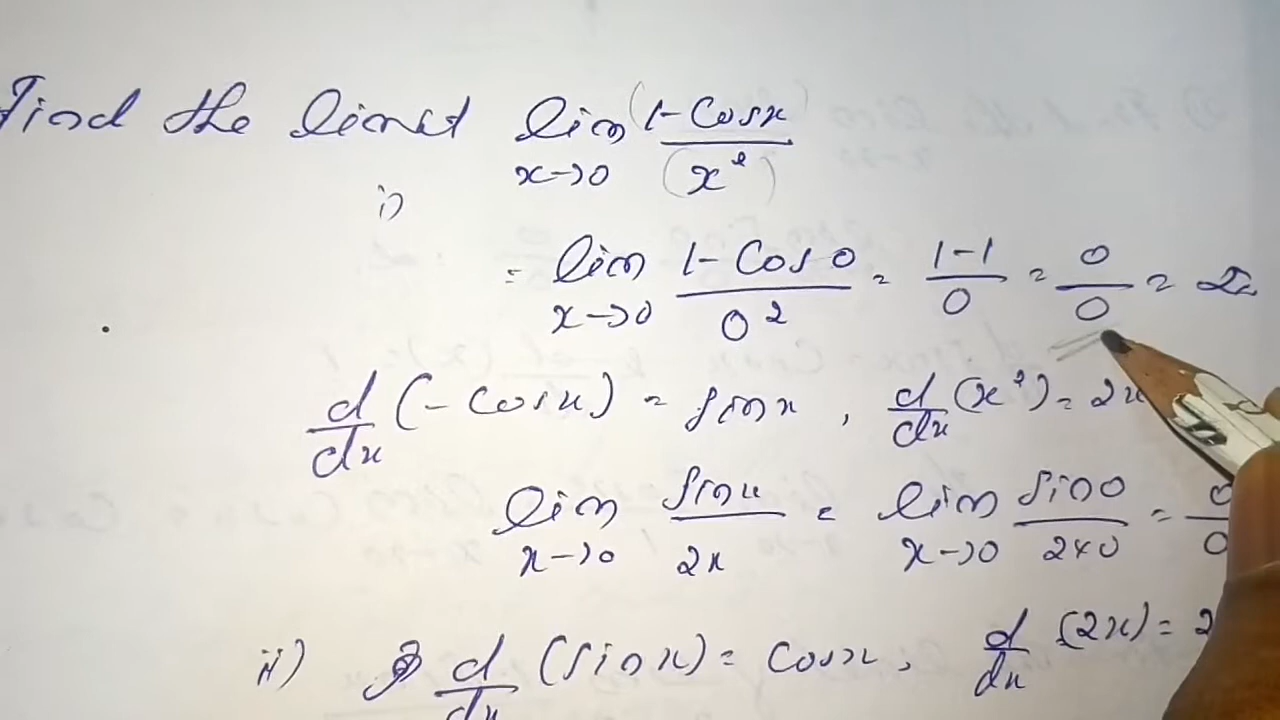 Find the limit lim x→0 (1-Cosx)/(x²)
i)
= lim x→0 1-Cos0/0² = 1-1/0 = 0/0 =
d/dx (-Cosx) = sinx, d/dx (x²) = 2x
lim x→0 sinx/2x = lim x→0 sin0/2×0 = 0/0
ii) d/dx (sinx) = Cosx, d/dx (2x) = 2